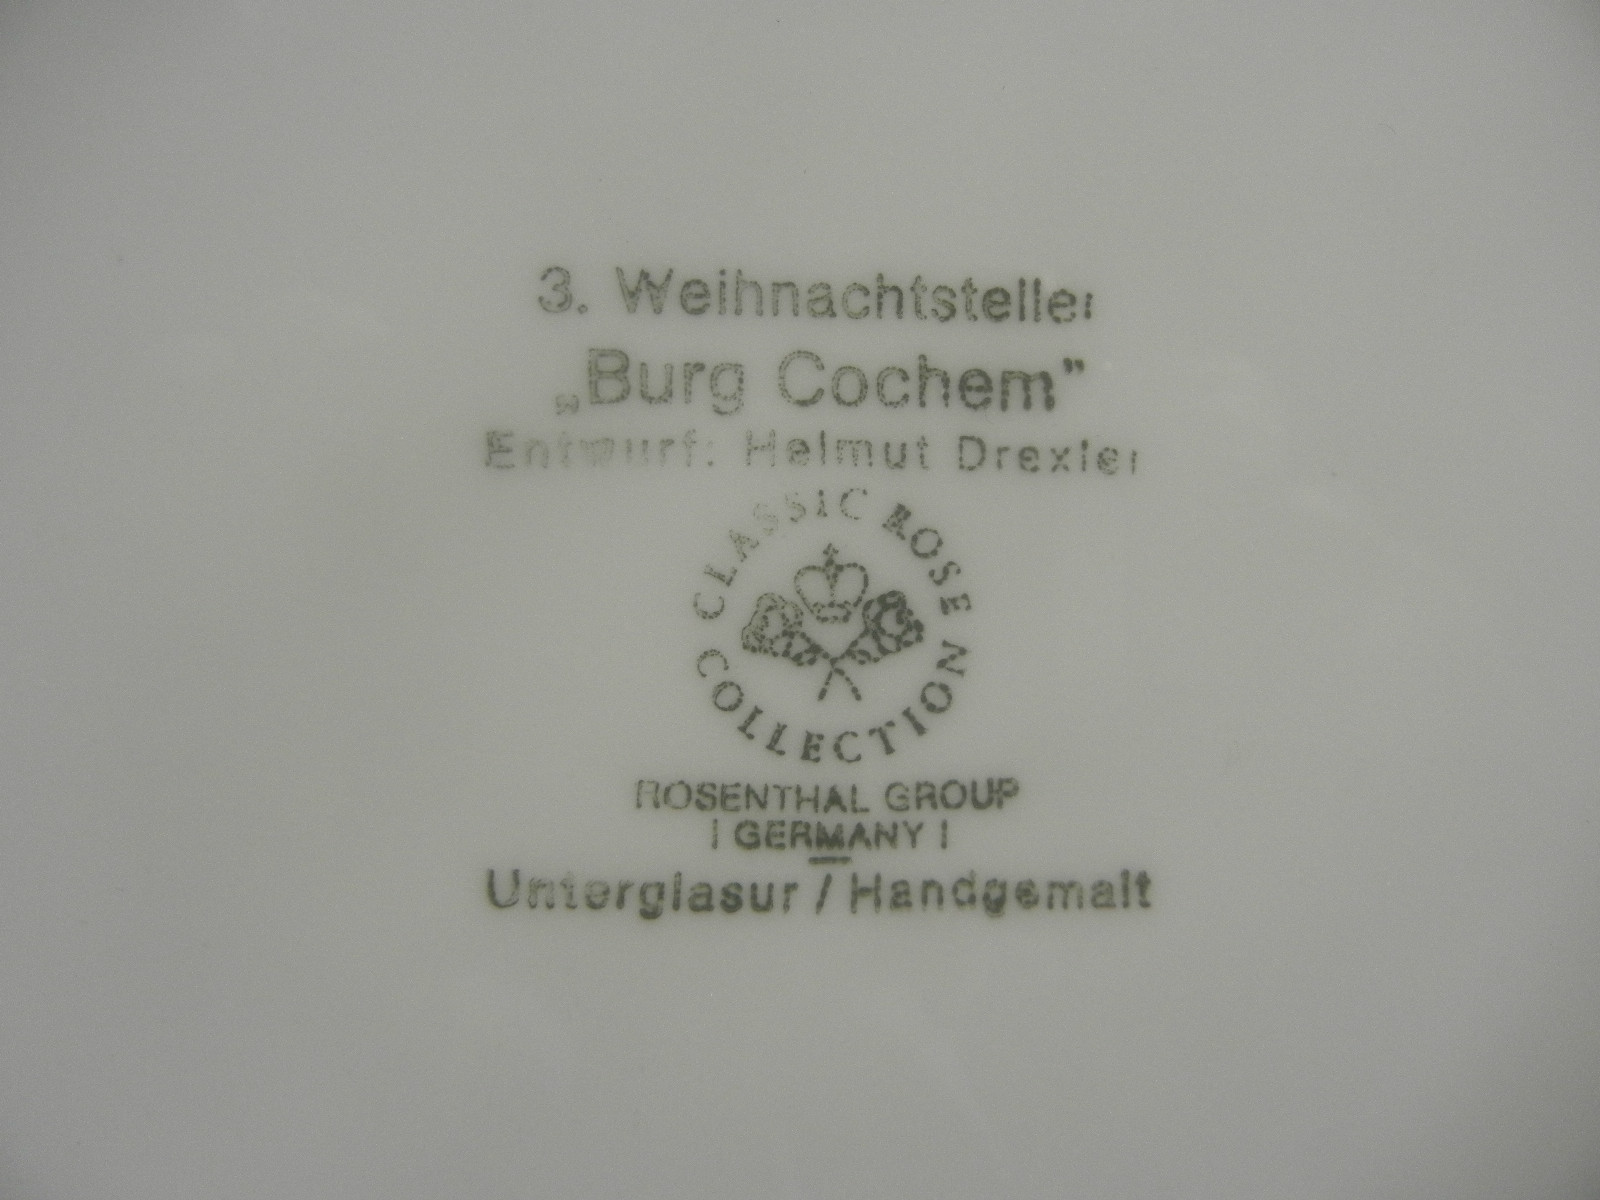 3. Weihnachtsteller
„Burg Cochem”
Entwurf: Helmut Drexler
CLASSIC ROSE
COLLECTION
ROSENTHAL GROUP
| GERMANY |
Unterglasur / Handgemalt